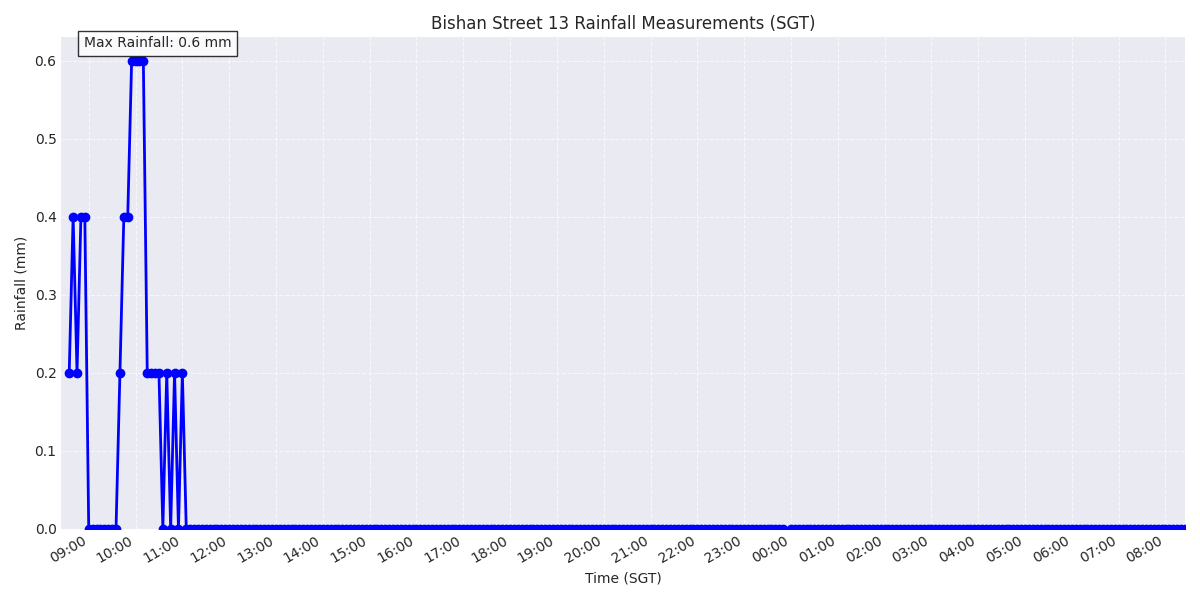 Bishan Street 13 Rainfall Measurements (SGT)
Max Rainfall: 0.6 mm
0.6
0.5
0.4
0.3
0.2
0.1
0.0
Rainfall (mm)
09:00 10:00 11:00 12:00 13:00 14:00 15:00 16:00 17:00 18:00 19:00 20:00 21:00 22:00 23:00 00:00 01:00 02:00 03:00 04:00 05:00 06:00 07:00 08:00
Time (SGT)